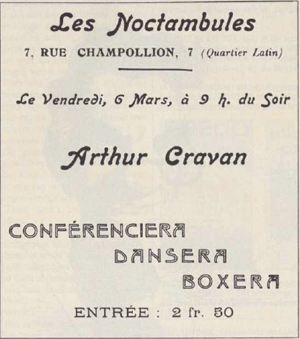 Les Noctambules
7, RUE CHAMPOLLION, 7 (Quartier Latin)
Le Vendredi, 6 Mars, à 9 h. du Soir
Arthur Cravan
CONFÉRENCIERA
DANSERA
BOXERA
ENTRÉE : 2 fr. 50